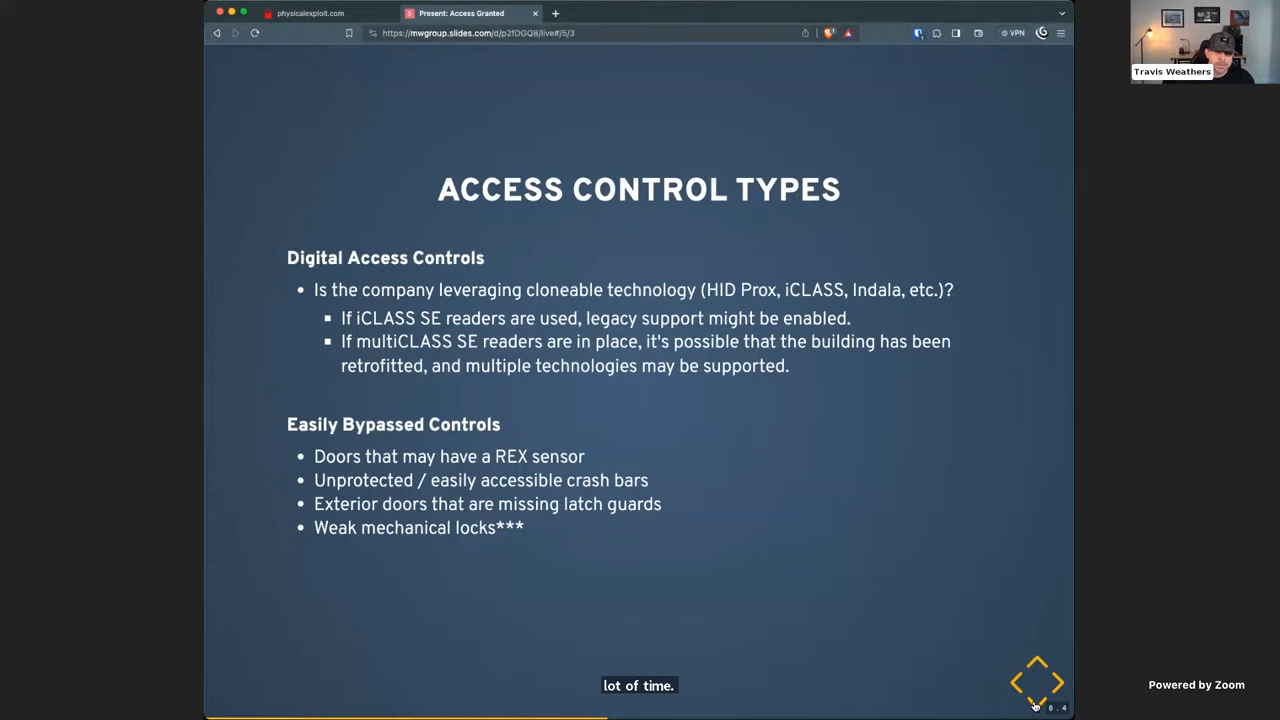 physicalexploit.com
Present: Access Granted
https://mwgroup.slides.com/d/p2fDGQ8/live#/5/3
VPN
Travis Weathers
ACCESS CONTROL TYPES
Digital Access Controls
• Is the company leveraging cloneable technology (HID Prox, iCLASS, Indala, etc.)?
▪ If iCLASS SE readers are used, legacy support might be enabled.
▪ If multiCLASS SE readers are in place, it's possible that the building has been
retrofitted, and multiple technologies may be supported.
Easily Bypassed Controls
• Doors that may have a REX sensor
• Unprotected / easily accessible crash bars
• Exterior doors that are missing latch guards
• Weak mechanical locks***
lot of time.
Powered by Zoom
6.4